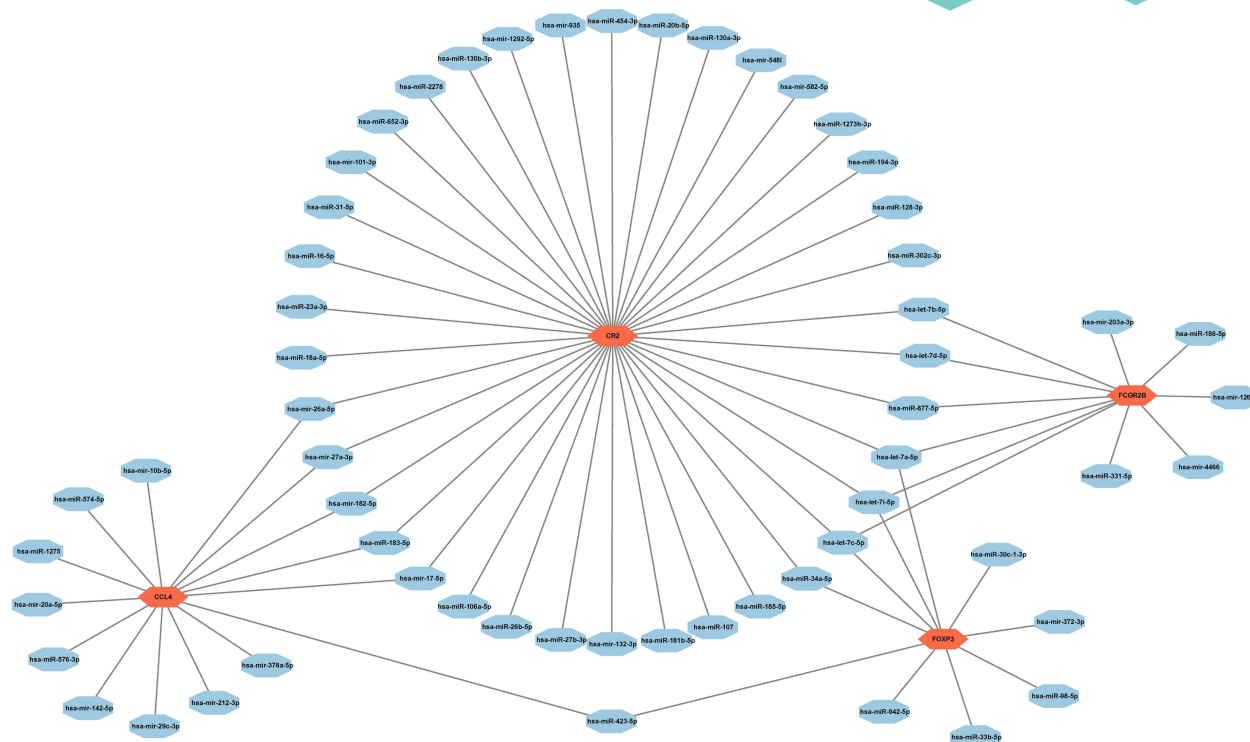 hsa-miR-454-3p
hsa-mir-935
hsa-miR-20b-5p
hsa-mir-1292-5p
hsa-miR-130a-3p
hsa-miR-130b-3p
hsa-mir-548l
hsa-miR-2278
hsa-mir-582-5p
hsa-miR-652-3p
hsa-miR-1273h-3p
hsa-mir-101-3p
hsa-miR-194-3p
hsa-miR-31-5p
hsa-miR-128-3p
hsa-miR-16-5p
hsa-miR-302c-3p
hsa-miR-23a-3p
hsa-let-7b-5p
hsa-mir-203a-3p
hsa-miR-186-5p
CR2
hsa-miR-18a-5p
hsa-let-7d-5p
FCGR2B
hsa-mir-126
hsa-mir-26a-5p
hsa-miR-877-5p
hsa-mir-27a-3p
hsa-let-7a-5p
hsa-mir-10b-5p
hsa-mir-4466
hsa-miR-331-5p
hsa-miR-574-5p
hsa-mir-182-5p
hsa-let-7i-5p
hsa-miR-183-5p
hsa-let-7c-5p
hsa-miR-1275
hsa-miR-30c-1-3p
hsa-mir-17-5p
hsa-miR-34a-5p
CCL4
hsa-mir-20a-5p
hsa-miR-106a-5p
hsa-miR-185-5p
hsa-mir-372-3p
hsa-miR-26b-5p
hsa-miR-107
hsa-miR-27b-3p
hsa-mir-132-3p
hsa-miR-181b-5p
FOXP3
hsa-miR-576-3p
hsa-mir-378a-5p
hsa-miR-98-5p
hsa-mir-212-3p
hsa-mir-142-5p
hsa-miR-942-5p
hsa-miR-423-5p
hsa-mir-29c-3p
hsa-miR-33b-5p